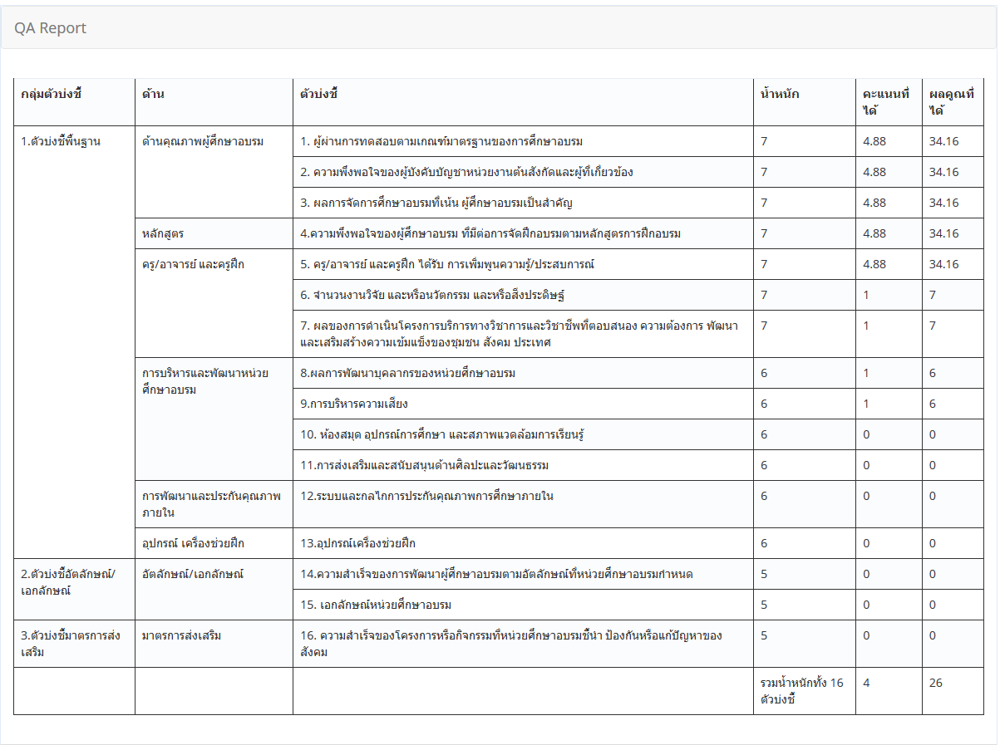 QA Report
กลุ่มตัวบ่งชี้ ด้าน ตัวบ่งชี้ น้ำหนัก คะแนนที่ ผลคูณที่
ได้ ได้
1.ตัวบ่งชี้พื้นฐาน ด้านคุณภาพผู้ศึกษาอบรม 1. ผู้ผ่านการทดสอบตามเกณฑ์มาตรฐานของการศึกษาอบรม 7 4.88 34.16
2. ความพึงพอใจของผู้บังคับบัญชาหน่วยงานต้นสังกัดและผู้ที่เกี่ยวข้อง 7 4.88 34.16
3. ผลการจัดการศึกษาอบรมที่เน้น ผู้ศึกษาอบรมเป็นสำคัญ 7 4.88 34.16
หลักสูตร 4.ความพึงพอใจของผู้ศึกษาอบรม ที่มีต่อการจัดฝึกอบรมตามหลักสูตรการฝึกอบรม 7 4.88 34.16
ครู/อาจารย์ และครูฝึก 5. ครู/อาจารย์ และครูฝึก ได้รับ การเพิ่มพูนความรู้/ประสบการณ์ 7 4.88 34.16
6. จำนวนงานวิจัย และหรือนวัตกรรม และหรือสิ่งประดิษฐ์ 7 1 7
7. ผลของการดำเนินโครงการบริการทางวิชาการและวิชาชีพที่ตอบสนอง ความต้องการ พัฒนา 7 1 7
และเสริมสร้างความเข้มแข็งของชุมชน สังคม ประเทศ
การบริหารและพัฒนาหน่วย 8.ผลการพัฒนาบุคลากรของหน่วยศึกษาอบรม 6 1 6
ศึกษาอบรม
9.การบริหารความเสี่ยง 6 1 6
10. ห้องสมุด อุปกรณ์การศึกษา และสภาพแวดล้อมการเรียนรู้ 6 0 0
11.การส่งเสริมและสนับสนุนด้านศิลปะและวัฒนธรรม 6 0 0
การพัฒนาและประกันคุณภาพ 12.ระบบและกลไกการประกันคุณภาพการศึกษาภายใน 6 0 0
ภายใน
อุปกรณ์ เครื่องช่วยฝึก 13.อุปกรณ์เครื่องช่วยฝึก 6 0 0
2.ตัวบ่งชี้อัตลักษณ์/ อัตลักษณ์/เอกลักษณ์ 14.ความสำเร็จของการพัฒนาผู้ศึกษาอบรมตามอัตลักษณ์ที่หน่วยศึกษาอบรมกำหนด 5 0 0
เอกลักษณ์
15. เอกลักษณ์หน่วยศึกษาอบรม 5 0 0
3.ตัวบ่งชี้มาตรการส่ง มาตรการส่งเสริม 16. ความสำเร็จของโครงการหรือกิจกรรมที่หน่วยศึกษาอบรมชี้นำ ป้องกันหรือแก้ปัญหาของ 5 0 0
เสริม สังคม
รวมน้ำหนักทั้ง 16 4 26
ตัวบ่งชี้